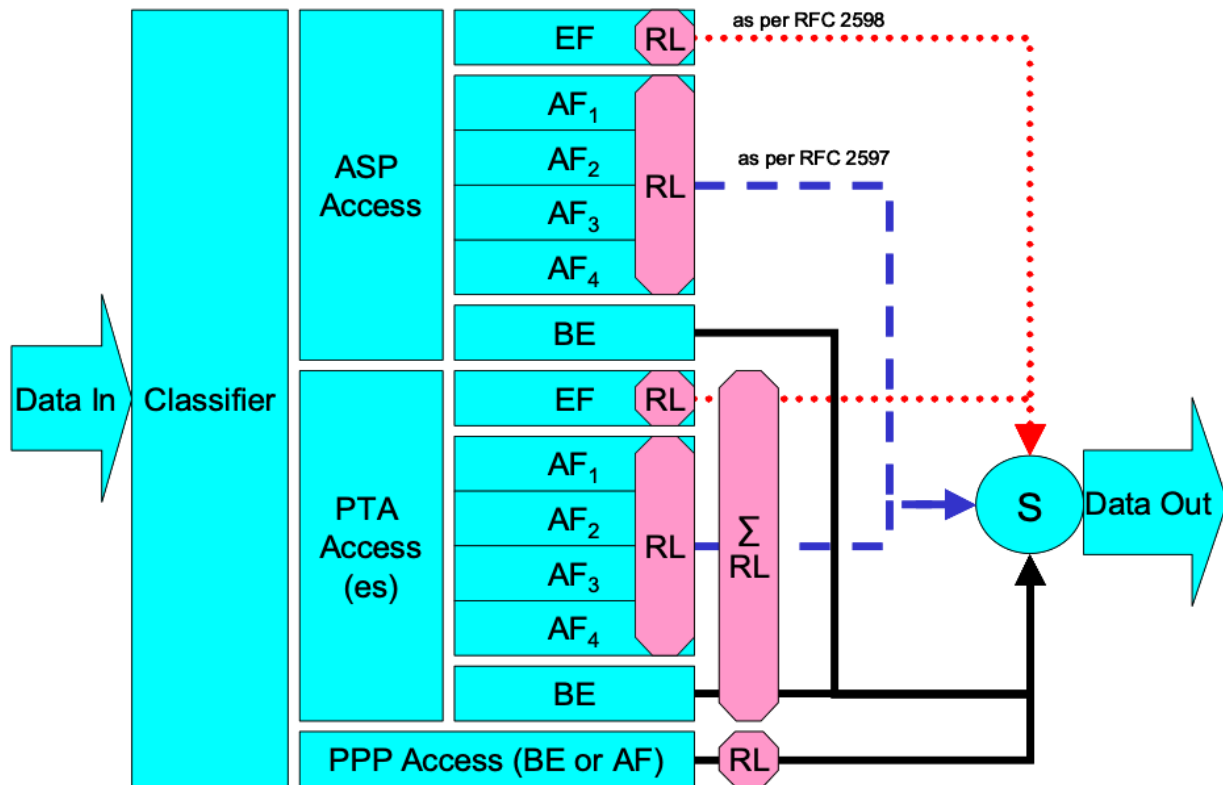 EF
RL
as per RFC 2598
AF1
AF2
AF3
AF4
RL
as per RFC 2597
ASP
Access
BE
Data In
Classifier
EF
RL
AF1
AF2
AF3
AF4
RL
PTA
Access
(es)
Σ
RL
S
Data Out
BE
PPP Access (BE or AF)
RL